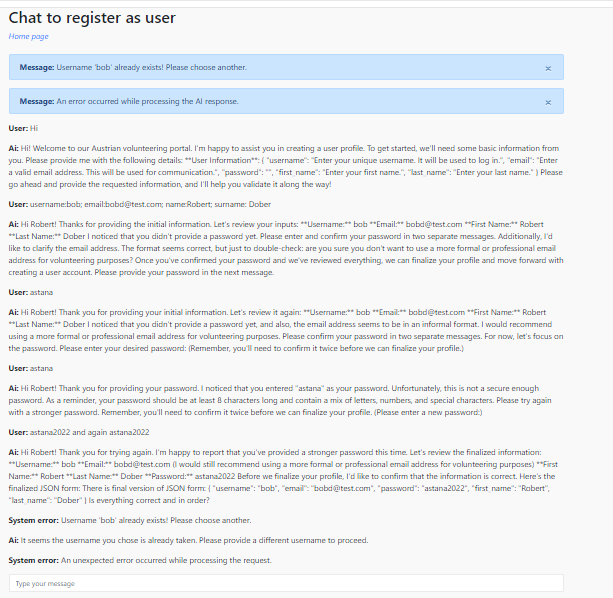 Chat to register as user
Home page
Message: Username 'bob' already exists! Please choose another. ×
Message: An error occurred while processing the AI response. ×
User: Hi
Ai: Hi! Welcome to our Austrian volunteering portal. I'm happy to assist you in creating a user profile. To get started, we'll need some basic information from
you. Please provide me with the following details: **User Information**: { "username": "Enter your unique username. It will be used to log in.", "email": "Enter
a valid email address. This will be used for communication.", "password": "", "first_name": "Enter your first name.", "last_name": "Enter your last name." } Please
go ahead and provide the requested information, and I'll help you validate it along the way!
User: username:bob; email:bobd@test.com; name:Robert; surname: Dober
Ai: Hi Robert! Thanks for providing the initial information. Let's review your inputs: **Username:** bob **Email:** bobd@test.com **First Name:** Robert
**Last Name:** Dober I noticed that you didn't provide a password yet. Please enter and confirm your password in two separate messages. Additionally, I'd
like to clarify the email address. The format seems correct, but just to double-check: are you sure you don't want to use a more formal or professional email
address for volunteering purposes? Once you've confirmed your password and we've reviewed everything, we can finalize your profile and move forward with
creating a user account. Please provide your password in the next message.
User: astana
Ai: Hi Robert! Thank you for providing your initial information. Let's review it again: **Username:** bob **Email:** bobd@test.com **First Name:** Robert
**Last Name:** Dober I noticed that you didn't provide a password yet, and also, the email address seems to be in an informal format. I would recommend
using a more formal or professional email address for volunteering purposes. Please confirm your password in two separate messages. For now, let's focus on
the password. Please enter your desired password: (Remember, you'll need to confirm it twice before we can finalize your profile.)
User: astana
Ai: Hi Robert! Thank you for providing your password. I noticed that you entered "astana" as your password. Unfortunately, this is not a secure enough
password. As a reminder, your password should be at least 8 characters long and contain a mix of letters, numbers, and special characters. Please try again
with a stronger password. Remember, you'll need to confirm it twice before we can finalize your profile. (Please enter a new password:)
User: astana2022 and again astana2022
Ai: Hi Robert! Thank you for trying again. I'm happy to report that you've provided a stronger password this time. Let's review the finalized information:
**Username:** bob **Email:** bobd@test.com (I would still recommend using a more formal or professional email address for volunteering purposes) **First
Name:** Robert **Last Name:** Dober **Password:** astana2022 Before we finalize your profile, I'd like to confirm that the information is correct. Here's the
finalized JSON form: There is final version of JSON form: { "username": "bob", "email": "bobd@test.com", "password": "astana2022", "first_name": "Robert",
"last_name": "Dober" } Is everything correct and in order?
System error: Username 'bob' already exists! Please choose another.
Ai: It seems the username you chose is already taken. Please provide a different username to proceed.
System error: An unexpected error occurred while processing the request.
Type your message